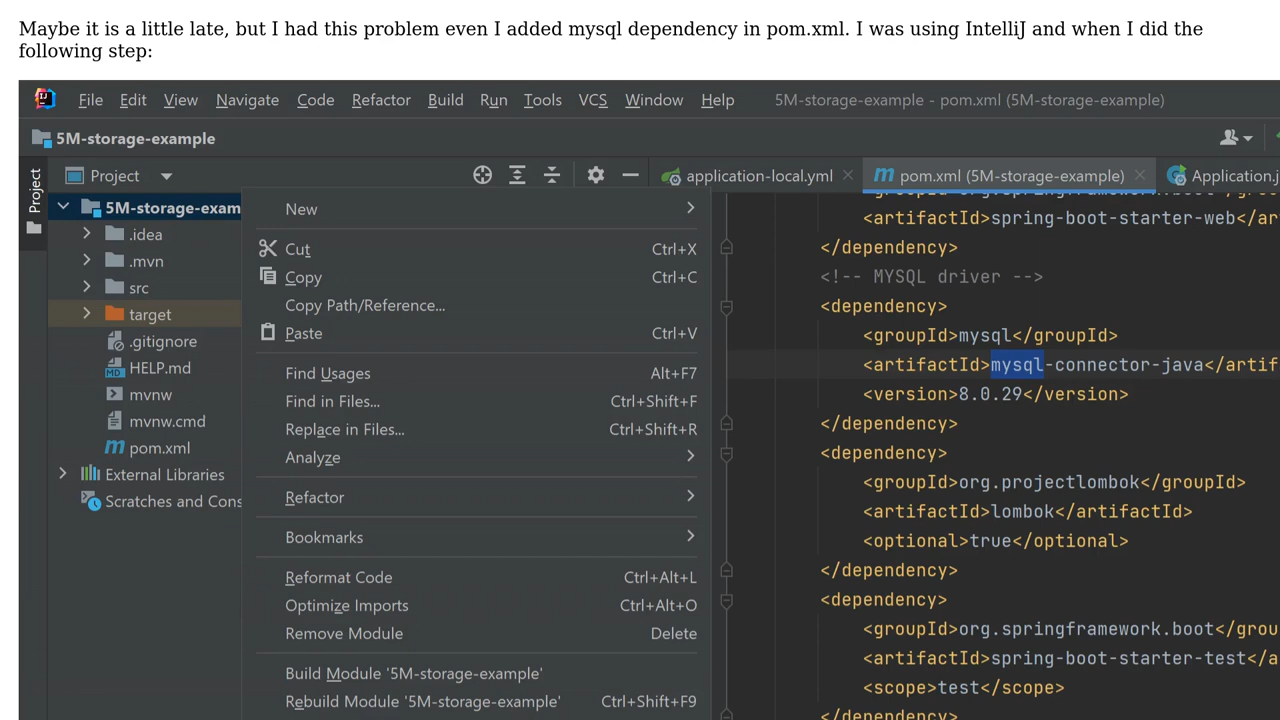 Maybe it is a little late, but I had this problem even I added mysql dependency in pom.xml. I was using IntelliJ and when I did the
following step:
File Edit View Navigate Code Refactor Build Run Tools VCS Window Help 5M-storage-example - pom.xml (5M-storage-example)
5M-storage-example
Project
Project
application-local.yml
pom.xml (5M-storage-example)
Application.j
5M-storage-exam
.idea
.mvn
src
target
.gitignore
HELP.md
mvnw
mvnw.cmd
pom.xml
External Libraries
Scratches and Cons
New
Cut Ctrl+X
Copy Ctrl+C
Copy Path/Reference...
Paste Ctrl+V
Find Usages Alt+F7
Find in Files... Ctrl+Shift+F
Replace in Files... Ctrl+Shift+R
Analyze
Refactor
Bookmarks
Reformat Code Ctrl+Alt+L
Optimize Imports Ctrl+Alt+O
Remove Module Delete
Build Module '5M-storage-example'
Rebuild Module '5M-storage-example' Ctrl+Shift+F9
<artifactId>spring-boot-starter-web</ar
</dependency>
<!-- MYSQL driver -->
<dependency>
<groupId>mysql</groupId>
<artifactId>mysql-connector-java</artif
<version>8.0.29</version>
</dependency>
<dependency>
<groupId>org.projectlombok</groupId>
<artifactId>lombok</artifactId>
<optional>true</optional>
</dependency>
<dependency>
<groupId>org.springframework.boot</grou
<artifactId>spring-boot-starter-test</a
<scope>test</scope>
</dependency>